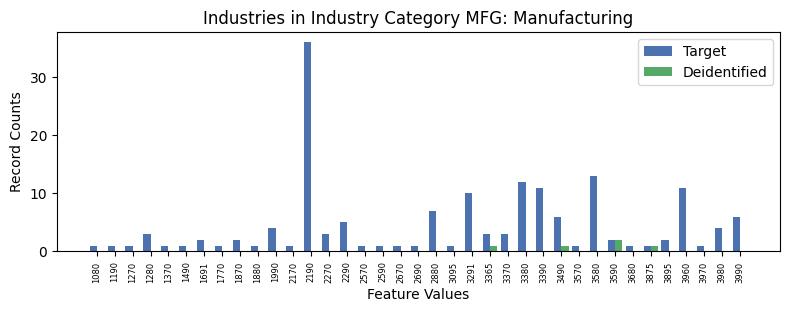 Industries in Industry Category MFG: Manufacturing
Target
Deidentified
Record Counts
30
20
10
0
1080 1190 1270 1280 1370 1490 1691 1770 1870 1880 1990 2170 2190 2270 2290 2570 2590 2670 2690 2880 3095 3291 3365 3370 3380 3390 3490 3570 3580 3590 3680 3875 3895 3960 3970 3980 3990
Feature Values